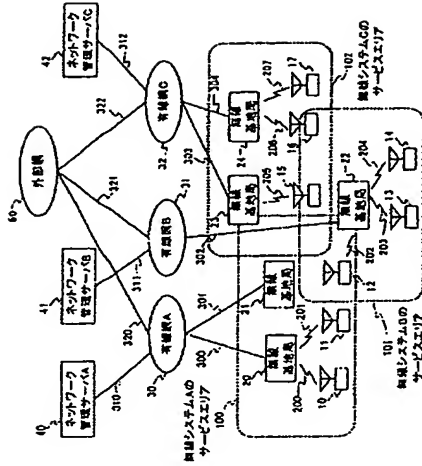 60
外部網
40
ネットワーク
管理サーバA
41
ネットワーク
管理サーバB
42
ネットワーク
管理サーバC
310
320
311
321
322
312
30
有線網A
31
有線網B
32
有線網C
無線システムAの
サービスエリア
100
300
301
302
303
304
20
無線
基地局
21
無線
基地局
23
無線
基地局
24
無線
基地局
102
無線システムCの
サービスエリア
200
201
205
206
207
10
11
15
16
17
12
202
22
無線
基地局
203
204
13
14
101
無線システムBの
サービスエリア